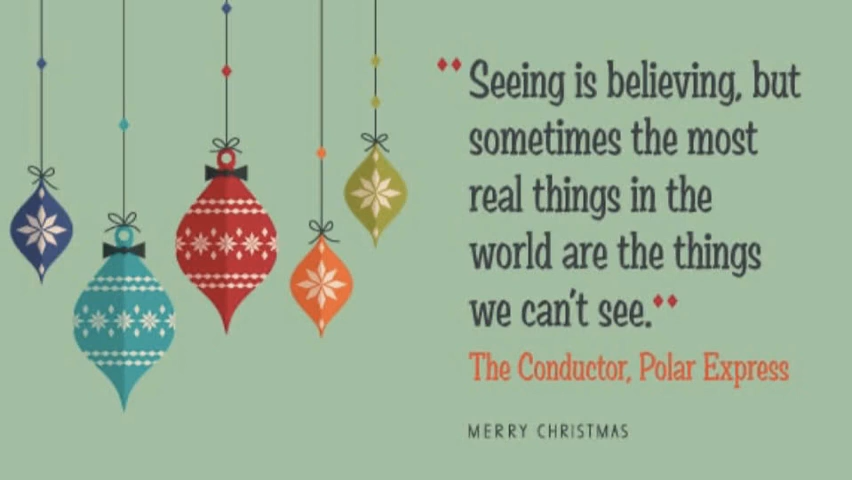 "Seeing is believing, but
sometimes the most
real things in the
world are the things
we can't see."
The Conductor, Polar Express
MERRY CHRISTMAS